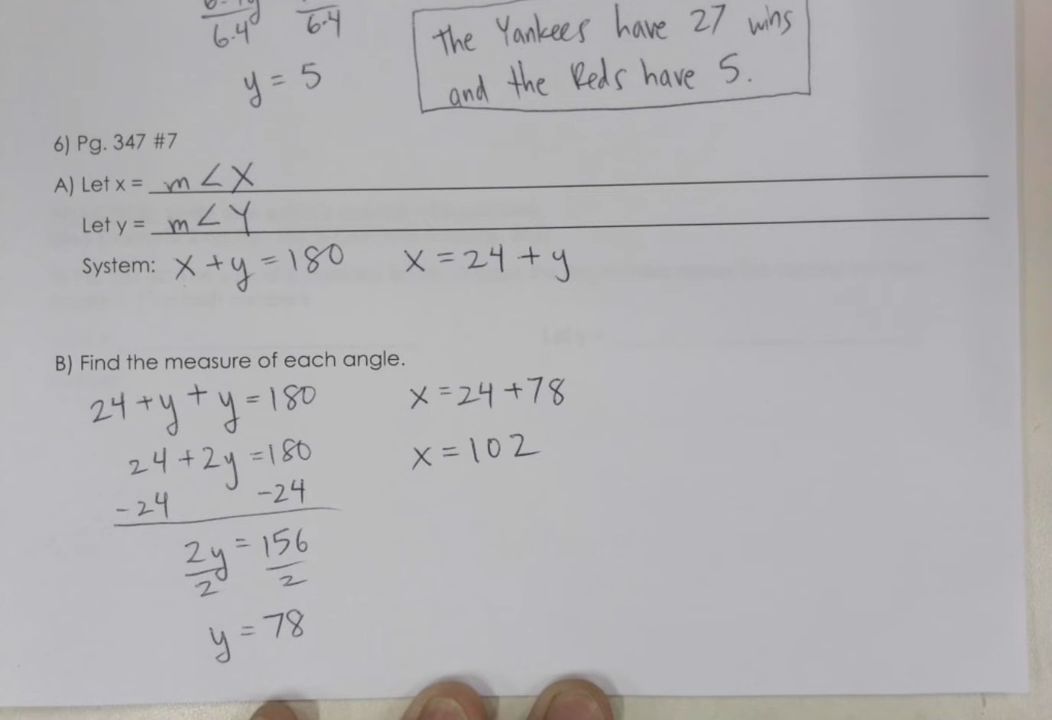 6·4 6·4
y = 5
The Yankees have 27 wins
and the Reds have 5.
6) Pg. 347 #7
A) Let x = m∠X
Let y = m∠Y
System: x + y = 180 x = 24 + y
B) Find the measure of each angle.
24 + y + y = 180 x = 24 + 78
24 + 2y = 180 x = 102
-24 -24
2y = 156
2 2
y = 78